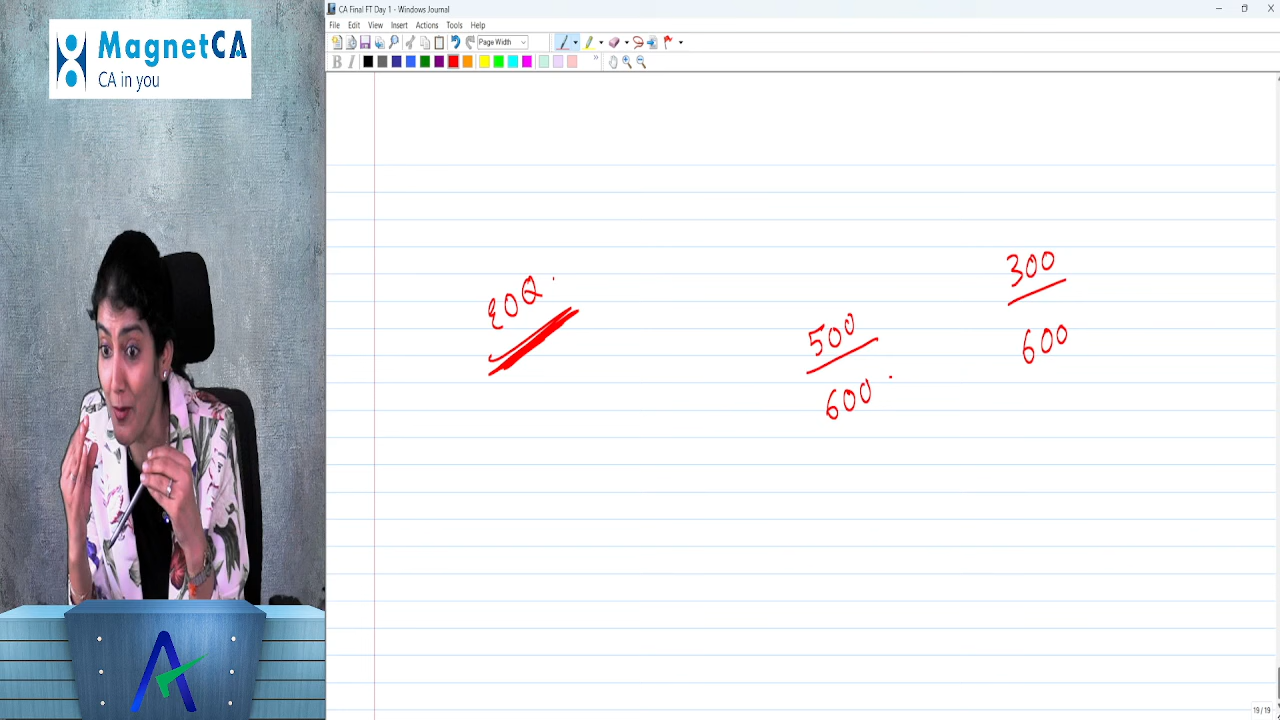 MagnetCA
CA in you
CA Final FT Day 1 - Windows Journal
File Edit View Insert Actions Tools Help
Page Width
B I
EOQ
500
600
300
600
19/19